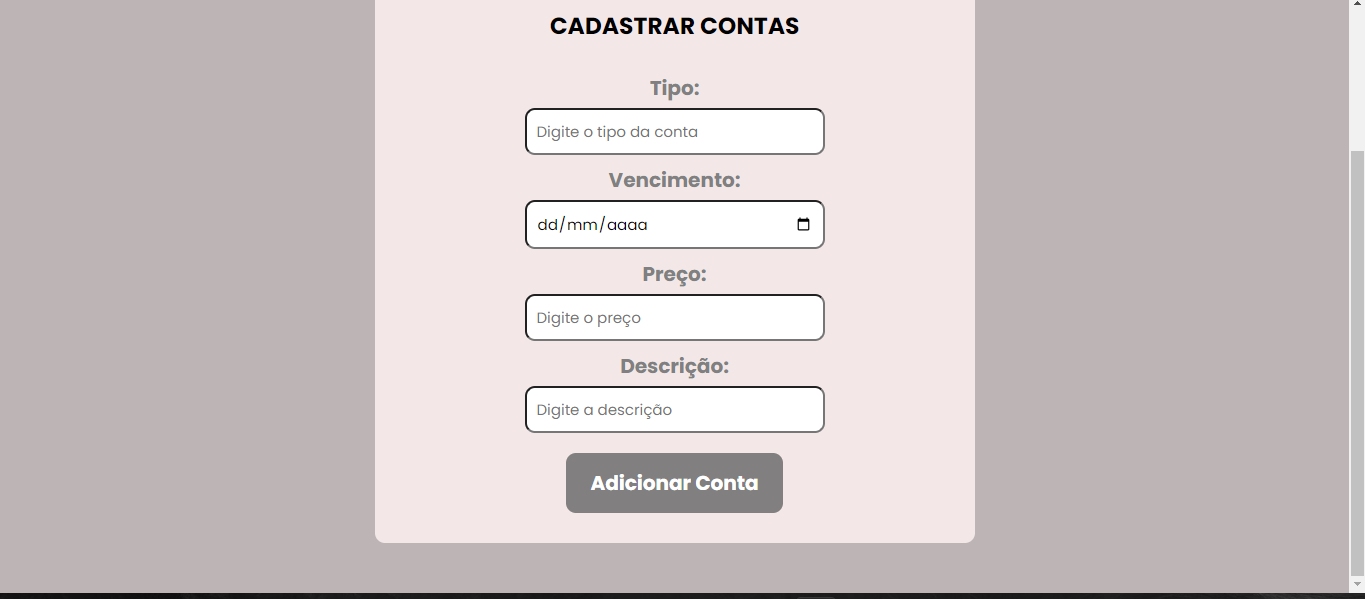 CADASTRAR CONTAS
Tipo:
Digite o tipo da conta
Vencimento:
dd/mm/aaaa
Preço:
Digite o preço
Descrição:
Digite a descrição
Adicionar Conta